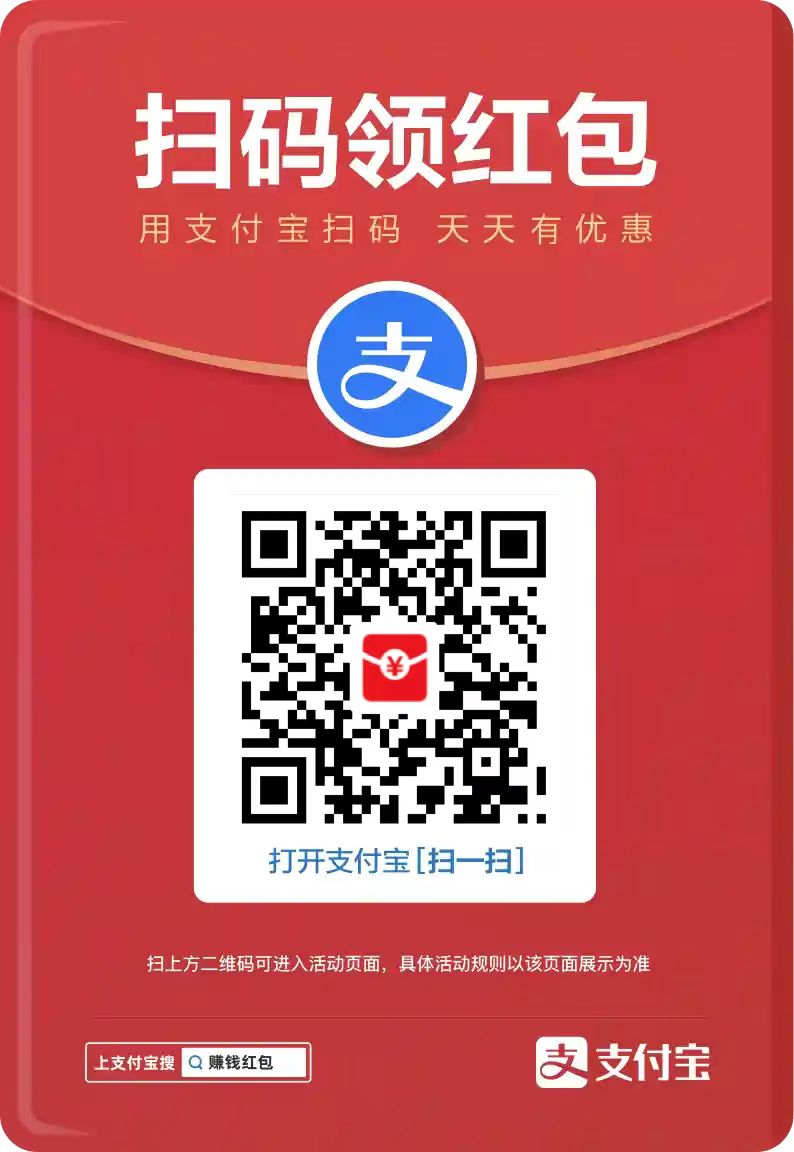 扫码领红包
用支付宝扫码 天天有优惠
支
¥
打开支付宝[扫一扫]
扫上方二维码可进入活动页面，具体活动规则以该页面展示为准
上支付宝搜 赚钱红包
支 支付宝